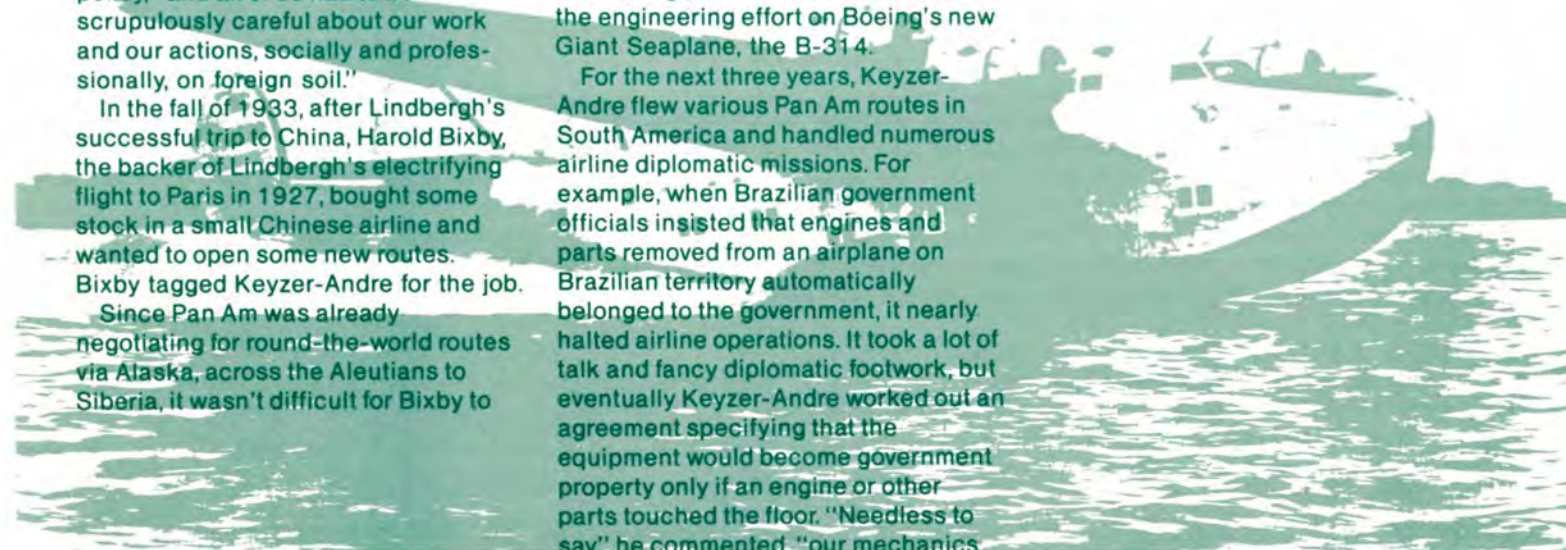 scrupulously careful about our work
and our actions, socially and profes-
sionally, on foreign soil."
In the fall of 1933, after Lindbergh's
successful trip to China, Harold Bixby,
the backer of Lindbergh's electrifying
flight to Paris in 1927, bought some
stock in a small Chinese airline and
wanted to open some new routes.
Bixby tagged Keyzer-Andre for the job.
Since Pan Am was already
negotiating for round-the-world routes
via Alaska, across the Aleutians to
Siberia, it wasn't difficult for Bixby to
the engineering effort on Boeing's new
Giant Seaplane, the B-314.
For the next three years, Keyzer-
Andre flew various Pan Am routes in
South America and handled numerous
airline diplomatic missions. For
example, when Brazilian government
officials insisted that engines and
parts removed from an airplane on
Brazilian territory automatically
belonged to the government, it nearly
halted airline operations. It took a lot of
talk and fancy diplomatic footwork, but
eventually Keyzer-Andre worked out an
agreement specifying that the
equipment would become government
property only if an engine or other
parts touched the floor. "Needless to
say" he commented, "our mechanics